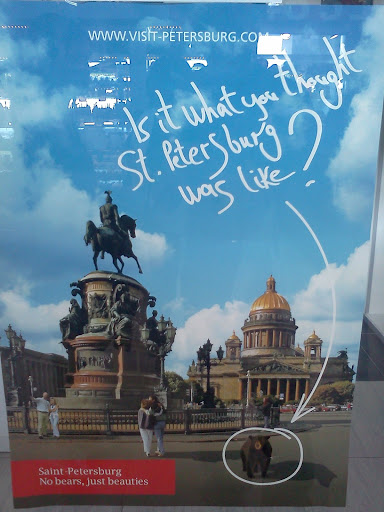 WWW.VISIT-PETERSBURG.COM
Is it what you thought
St. Petersburg
was like?
Saint-Petersburg
No bears, just beauties